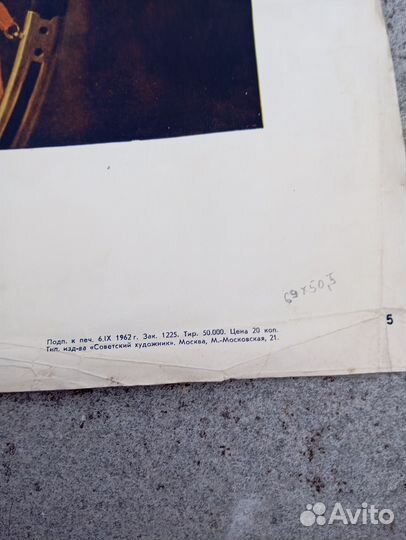 69x50,5
5
Подп. к печ. 6.IX 1962 г. Зак. 1225. Тир. 50.000. Цена 20 коп.
Тип. изд-ва «Советский художник». Москва, М.-Московская, 21.
Avito